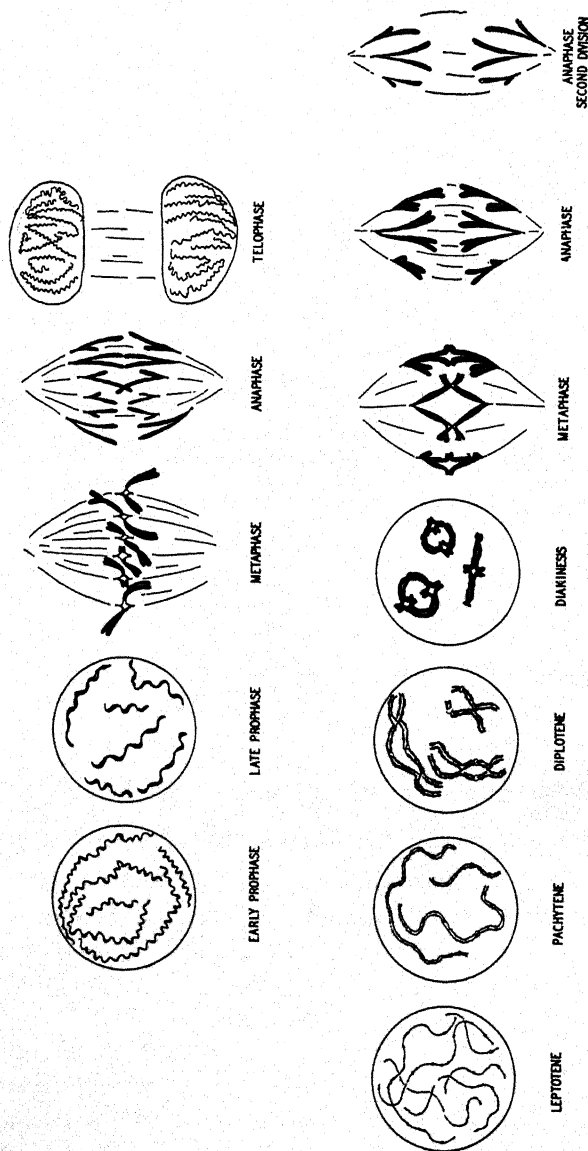 EARLY PROPHASE
LATE PROPHASE
METAPHASE
ANAPHASE
TELOPHASE
LEPTOTENE
PACHYTENE
DIPLOTENE
DIAKINESIS
METAPHASE
ANAPHASE
ANAPHASE
SECOND DIVISION